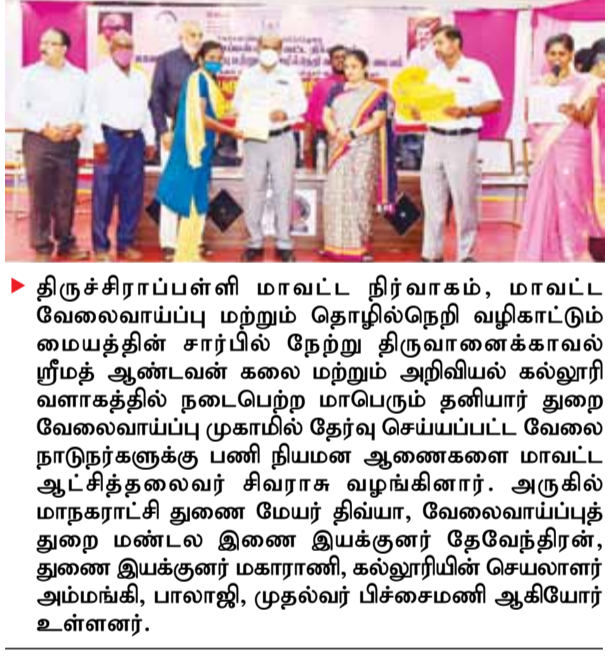 திருச்சிராப்பள்ளி மாவட்ட நிர்வாகம், மாவட்ட
வேலைவாய்ப்பு மற்றும் தொழில்நெறி வழிகாட்டும்
மையத்தின் சார்பில் நேற்று திருவானைக்காவல்
ஸ்ரீமத் ஆண்டவன் கலை மற்றும் அறிவியல் கல்லூரி
வளாகத்தில் நடைபெற்ற மாபெரும் தனியார் துறை
வேலைவாய்ப்பு முகாமில் தேர்வு செய்யப்பட்ட வேலை
நாடுநர்களுக்கு பணி நியமன ஆணைகளை மாவட்ட
ஆட்சித்தலைவர் சிவராசு வழங்கினார். அருகில்
மாநகராட்சி துணை மேயர் திவ்யா, வேலைவாய்ப்புத்
துறை மண்டல இணை இயக்குனர் தேவேந்திரன்,
துணை இயக்குனர் மகாராணி, கல்லூரியின் செயலாளர்
அம்மங்கி, பாலாஜி, முதல்வர் பிச்சைமணி ஆகியோர்
உள்ளனர்.